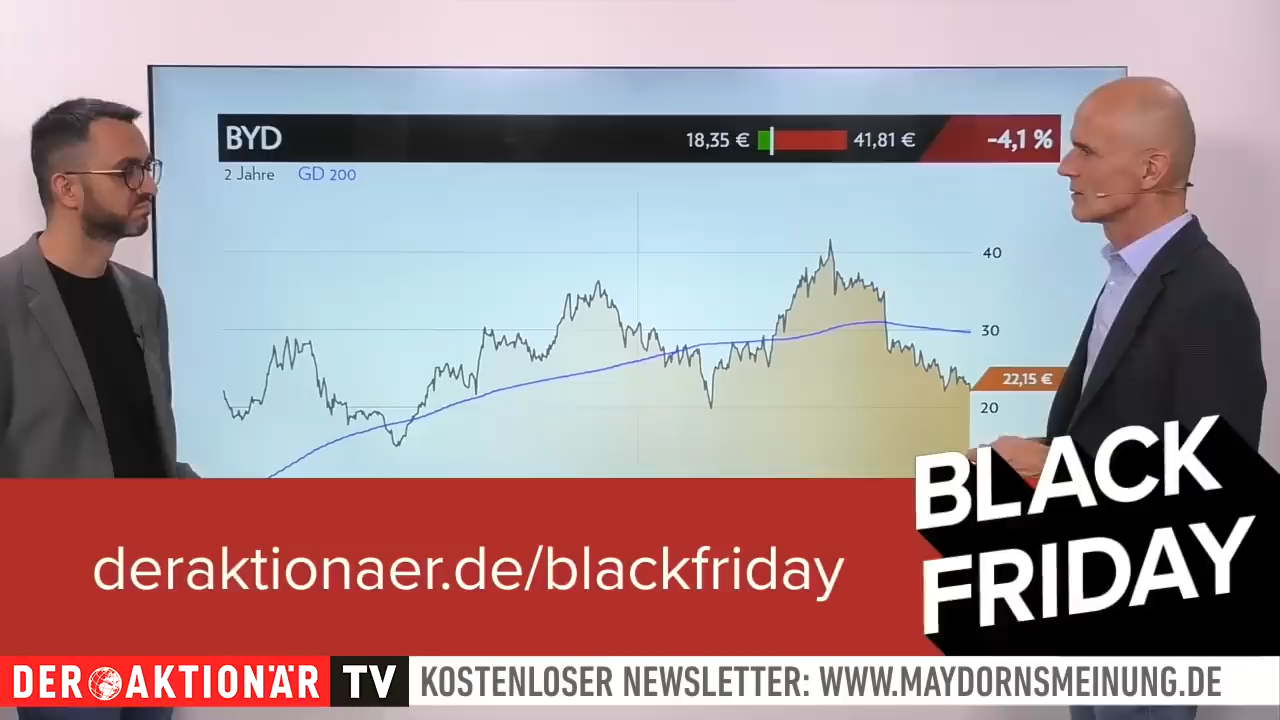 BYD
18,35 €
41,81 €
-4,1 %
2 Jahre GD 200
40
30
22,15 €
20
BLACK
FRIDAY
deraktionaer.de/blackfriday
DER AKTIONÄR TV
KOSTENLOSER NEWSLETTER: WWW.MAYDORNSMEINUNG.DE